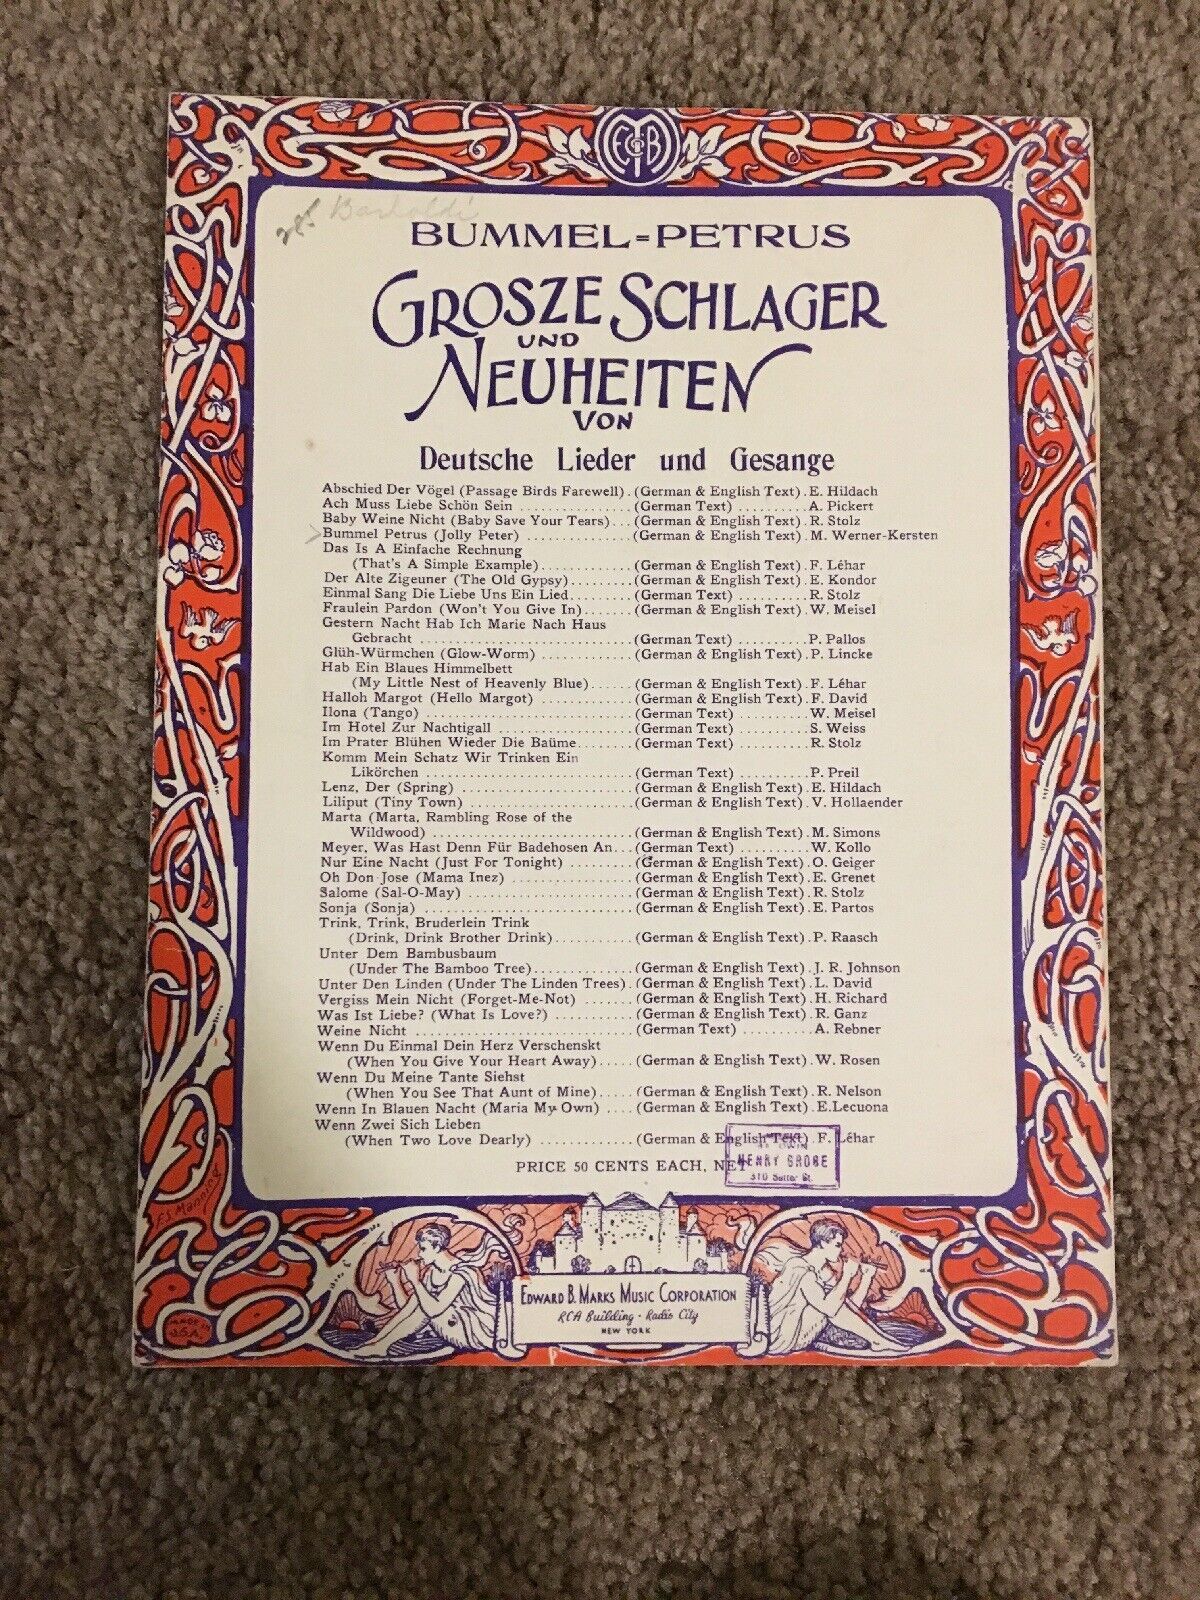 EBM Co
Bartoldi
BUMMEL=PETRUS
GROSZE SCHLAGER
UND
NEUHEITEN
VON
Deutsche Lieder und Gesange
Abschied Der Vögel (Passage Birds Farewell) . (German & English Text) . E. Hildach
Ach Muss Liebe Schön Sein ................ (German Text) .......... A. Pickert
Baby Weine Nicht (Baby Save Your Tears) ... (German & English Text) . R. Stolz
Bummel Petrus (Jolly Peter) .............. (German & English Text) . M. Werner-Kersten
Das Is A Einfache Rechnung
(That's A Simple Example) ............ (German & English Text) . F. Léhar
Der Alte Zigeuner (The Old Gypsy) ......... (German & English Text) . E. Kondor
Einmal Sang Die Liebe Uns Ein Lied ......... (German Text) .......... R. Stolz
Fraulein Pardon (Won't You Give In) ....... (German & English Text) . W. Meisel
Gestern Nacht Hab Ich Marie Nach Haus
Gebracht ........................ (German Text) .......... P. Pallos
Glüh-Würmchen (Glow-Worm) ............ (German & English Text) . P. Lincke
Hab Ein Blaues Himmelbett
(My Little Nest of Heavenly Blue) ...... (German & English Text) . F. Léhar
Halloh Margot (Hello Margot) ............ (German & English Text) . F. David
Ilona (Tango) ........................ (German Text) .......... W. Meisel
Im Hotel Zur Nachtigall ................ (German Text) .......... S. Weiss
Im Prater Blühen Wieder Die Baüme ....... (German Text) .......... R. Stolz
Komm Mein Schatz Wir Trinken Ein
Likörchen ........................ (German Text) .......... P. Preil
Lenz, Der (Spring) .................... (German & English Text) . E. Hildach
Liliput (Tiny Town) ................... (German & English Text) . V. Hollaender
Marta (Marta, Rambling Rose of the
Wildwood) ........................ (German & English Text) . M. Simons
Meyer, Was Hast Denn Für Badehosen An ... (German Text) .......... W. Kollo
Nur Eine Nacht (Just For Tonight) ......... (German & English Text) . O. Geiger
Oh Don Jose (Mama Inez) .............. (German & English Text) . E. Grenet
Salome (Sal-O-May) ................... (German & English Text) . R. Stolz
Sonja (Sonja) ........................ (German & English Text) . E. Partos
Trink, Trink, Bruderlein Trink
(Drink, Drink Brother Drink) .......... (German & English Text) . P. Raasch
Unter Dem Bambusbaum
(Under The Bamboo Tree) ............ (German & English Text) . J. R. Johnson
Unter Den Linden (Under The Linden Trees) . (German & English Text) . L. David
Vergiss Mein Nicht (Forget-Me-Not) ....... (German & English Text) . H. Richard
Was Ist Liebe? (What Is Love?) .......... (German & English Text) . R. Ganz
Weine Nicht ......................... (German Text) .......... A. Rebner
Wenn Du Einmal Dein Herz Verschenskt
(When You Give Your Heart Away) ..... (German & English Text) . W. Rosen
Wenn Du Meine Tante Siehst
(When You See That Aunt of Mine) ..... (German & English Text) . R. Nelson
Wenn In Blauen Nacht (Maria My Own) .... (German & English Text) . E. Lecuona
Wenn Zwei Sich Lieben
(When Two Love Dearly) ............ (German & English Text) . F. Léhar
PRICE 50 CENTS EACH, NET
HENRY GROBE
310 Sutter St.
F.S. Manning
MADE IN
U.S.A.
EDWARD B. MARKS MUSIC CORPORATION
RCA Building · Radio City
NEW YORK